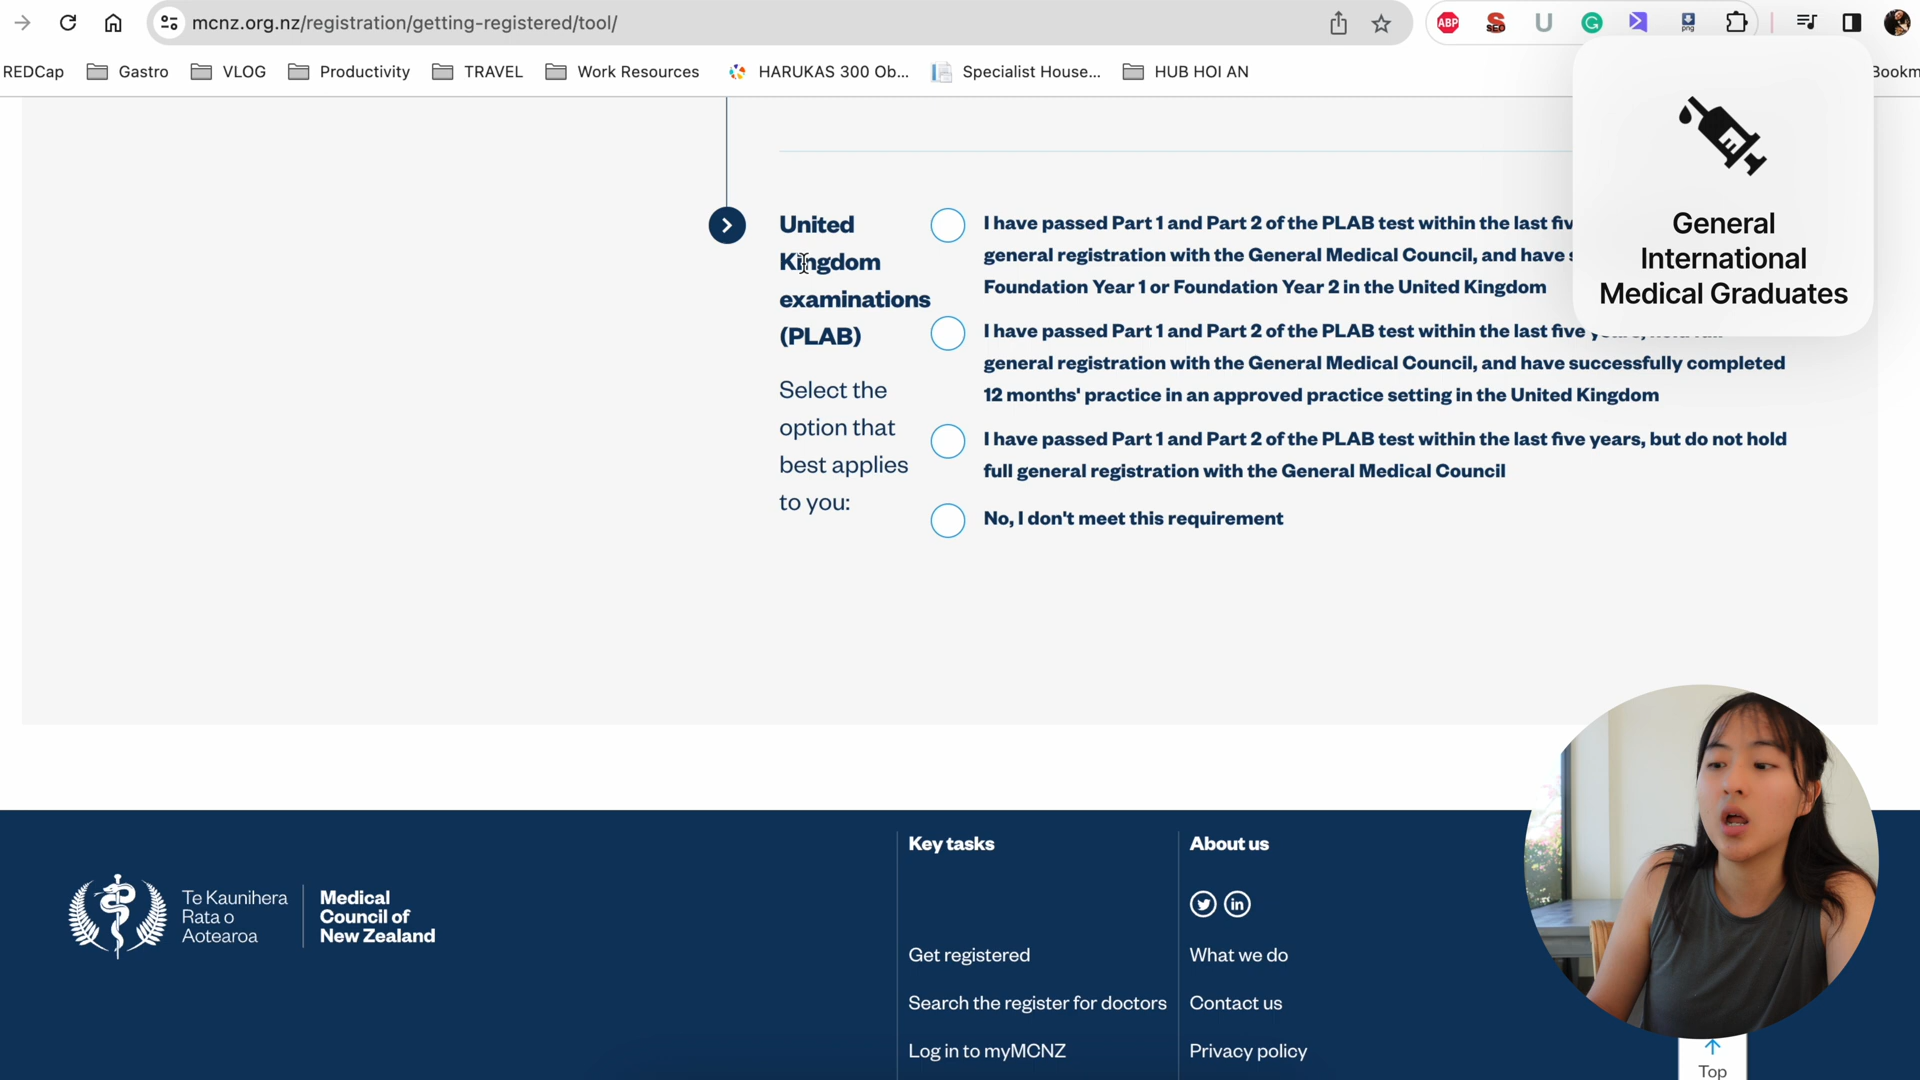 mcnz.org.nz/registration/getting-registered/tool/
ABP
SEO
U
G
png
REDCap
Gastro
VLOG
Productivity
TRAVEL
Work Resources
HARUKAS 300 Ob...
Specialist House...
HUB HOI AN
Bookm
General
International
Medical Graduates
United
Kingdom
examinations
(PLAB)
Select the
option that
best applies
to you:
I have passed Part 1 and Part 2 of the PLAB test within the last fiv
general registration with the General Medical Council, and have s
Foundation Year 1 or Foundation Year 2 in the United Kingdom
I have passed Part 1 and Part 2 of the PLAB test within the last five years, hold full
general registration with the General Medical Council, and have successfully completed
12 months' practice in an approved practice setting in the United Kingdom
I have passed Part 1 and Part 2 of the PLAB test within the last five years, but do not hold
full general registration with the General Medical Council
No, I don't meet this requirement
Te Kaunihera
Rata o
Aotearoa
Medical
Council of
New Zealand
Key tasks
Get registered
Search the register for doctors
Log in to myMCNZ
About us
in
What we do
Contact us
Privacy policy
Top